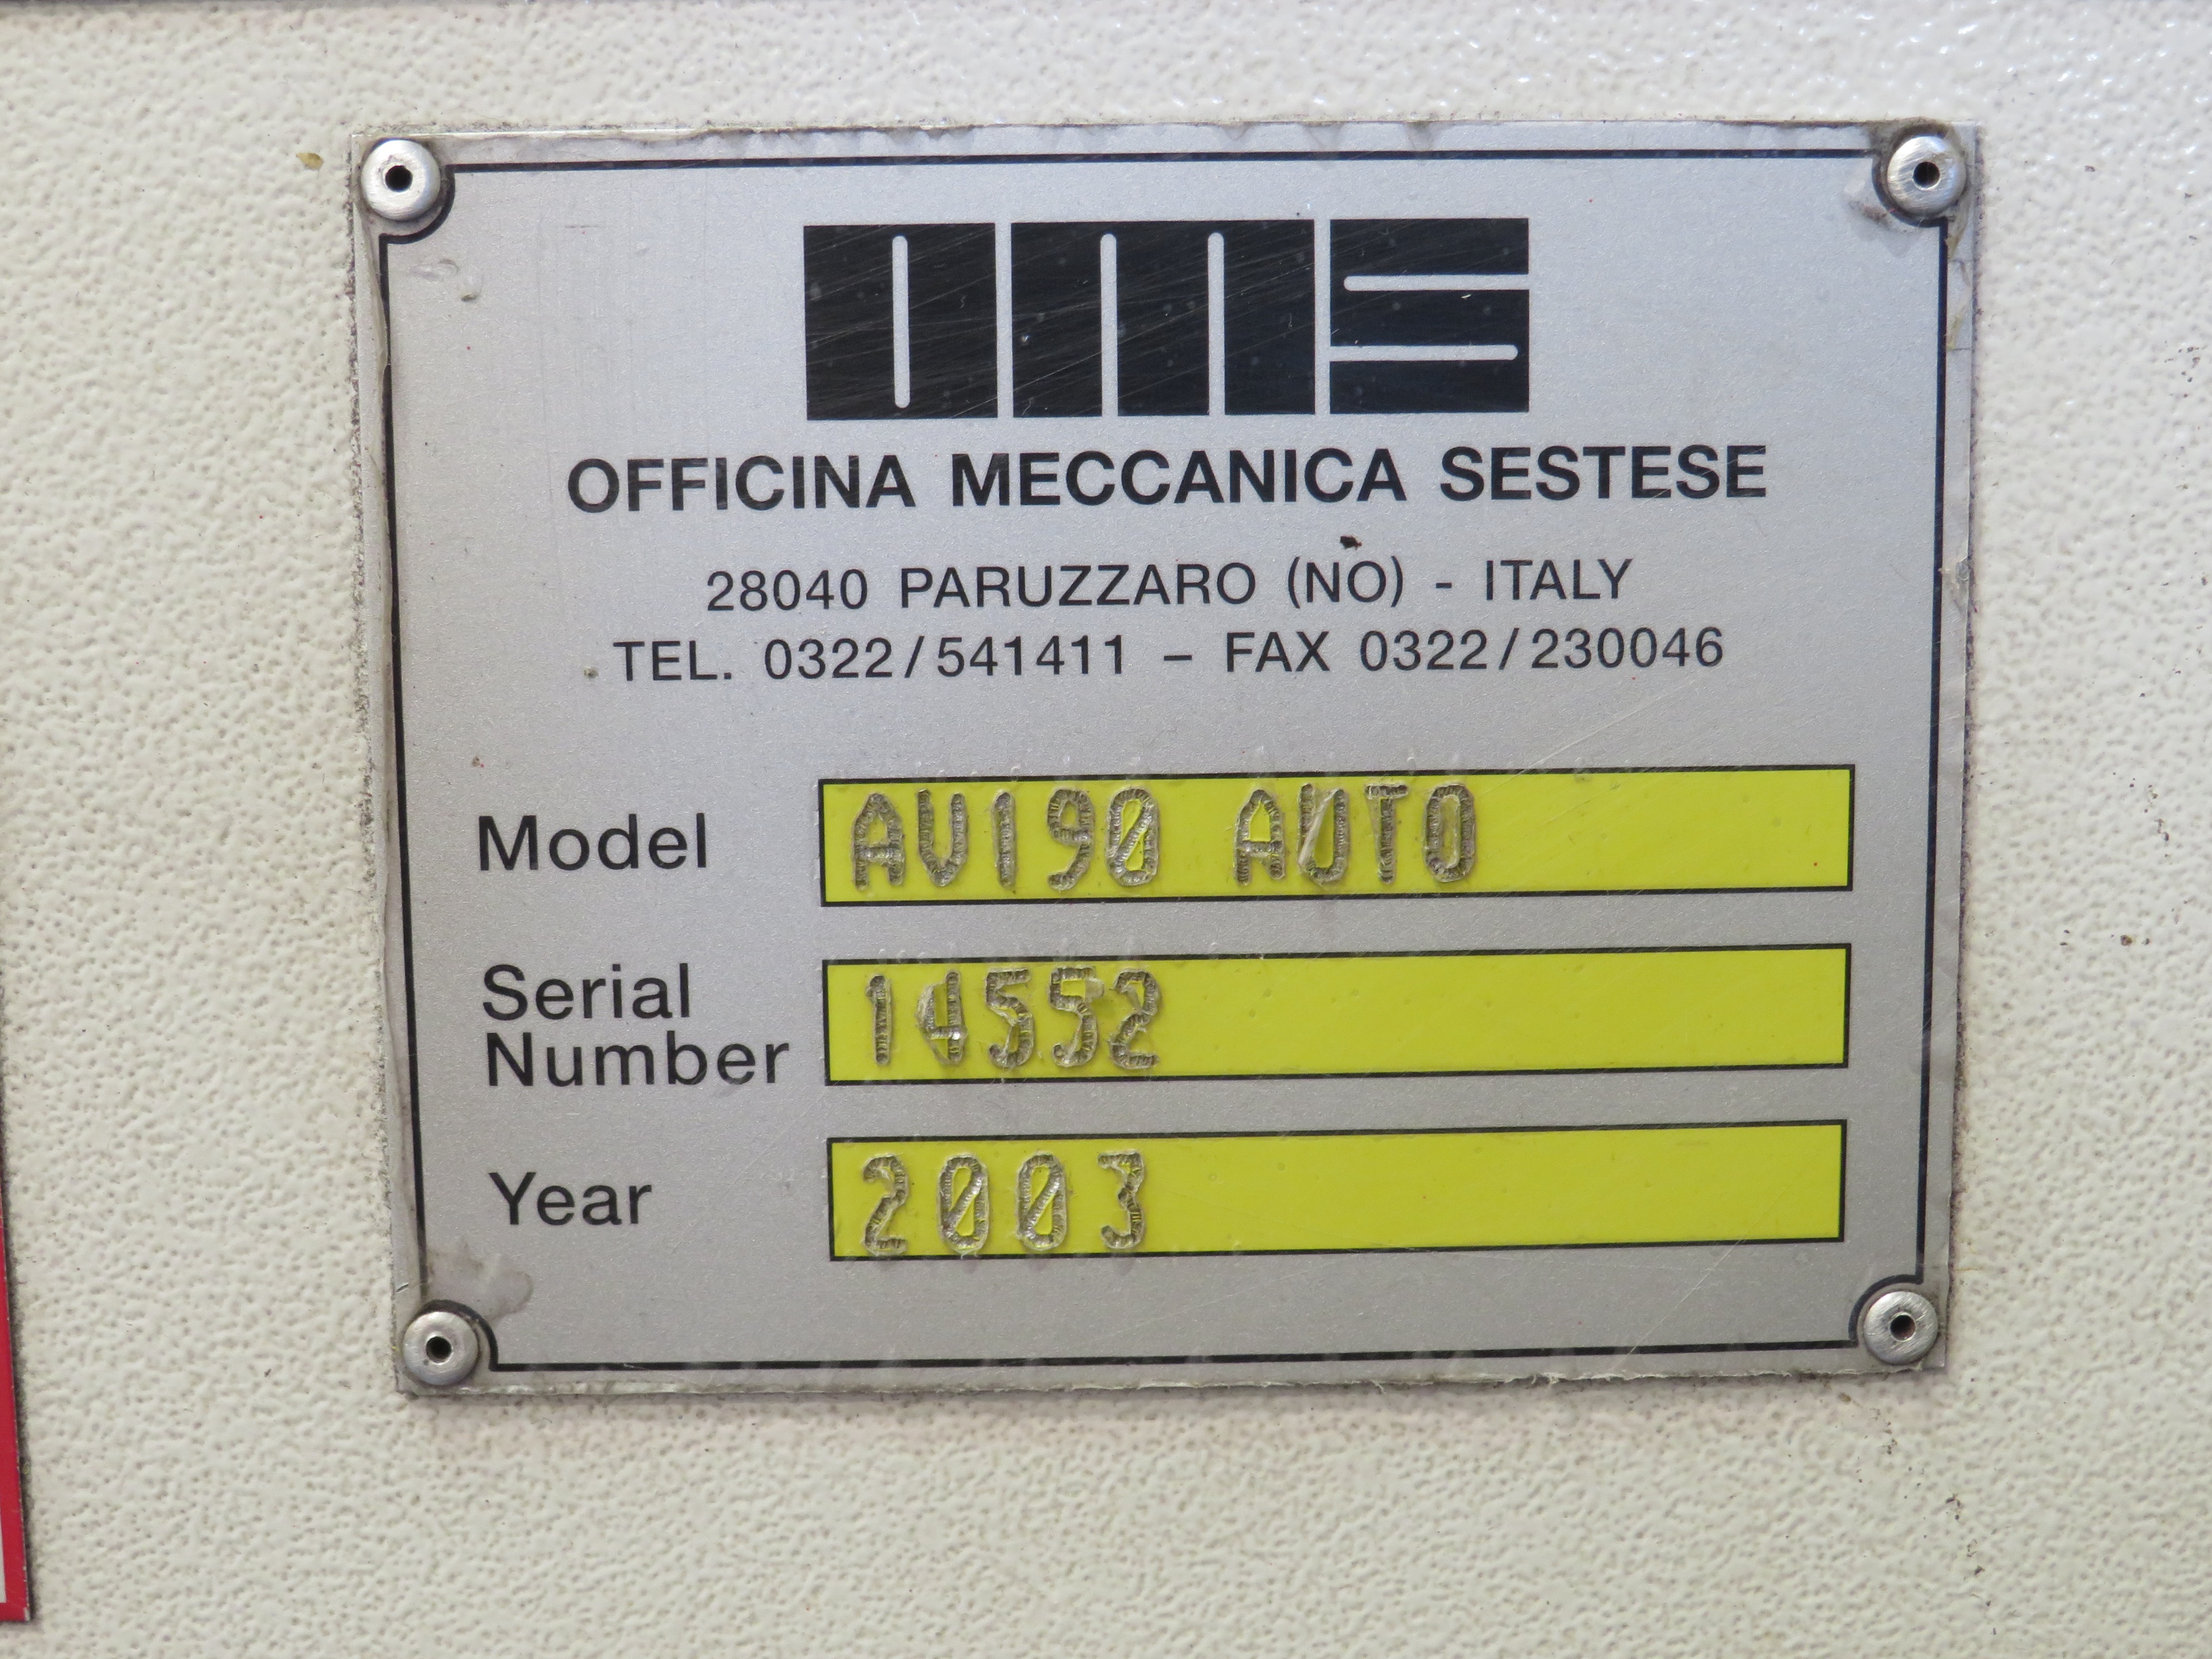 OMS
OFFICINA MECCANICA SESTESE
28040 PARUZZARO (NO) - ITALY
TEL. 0322/541411 – FAX 0322/230046
Model AV190 AUTO
Serial
Number 14552
Year 2003